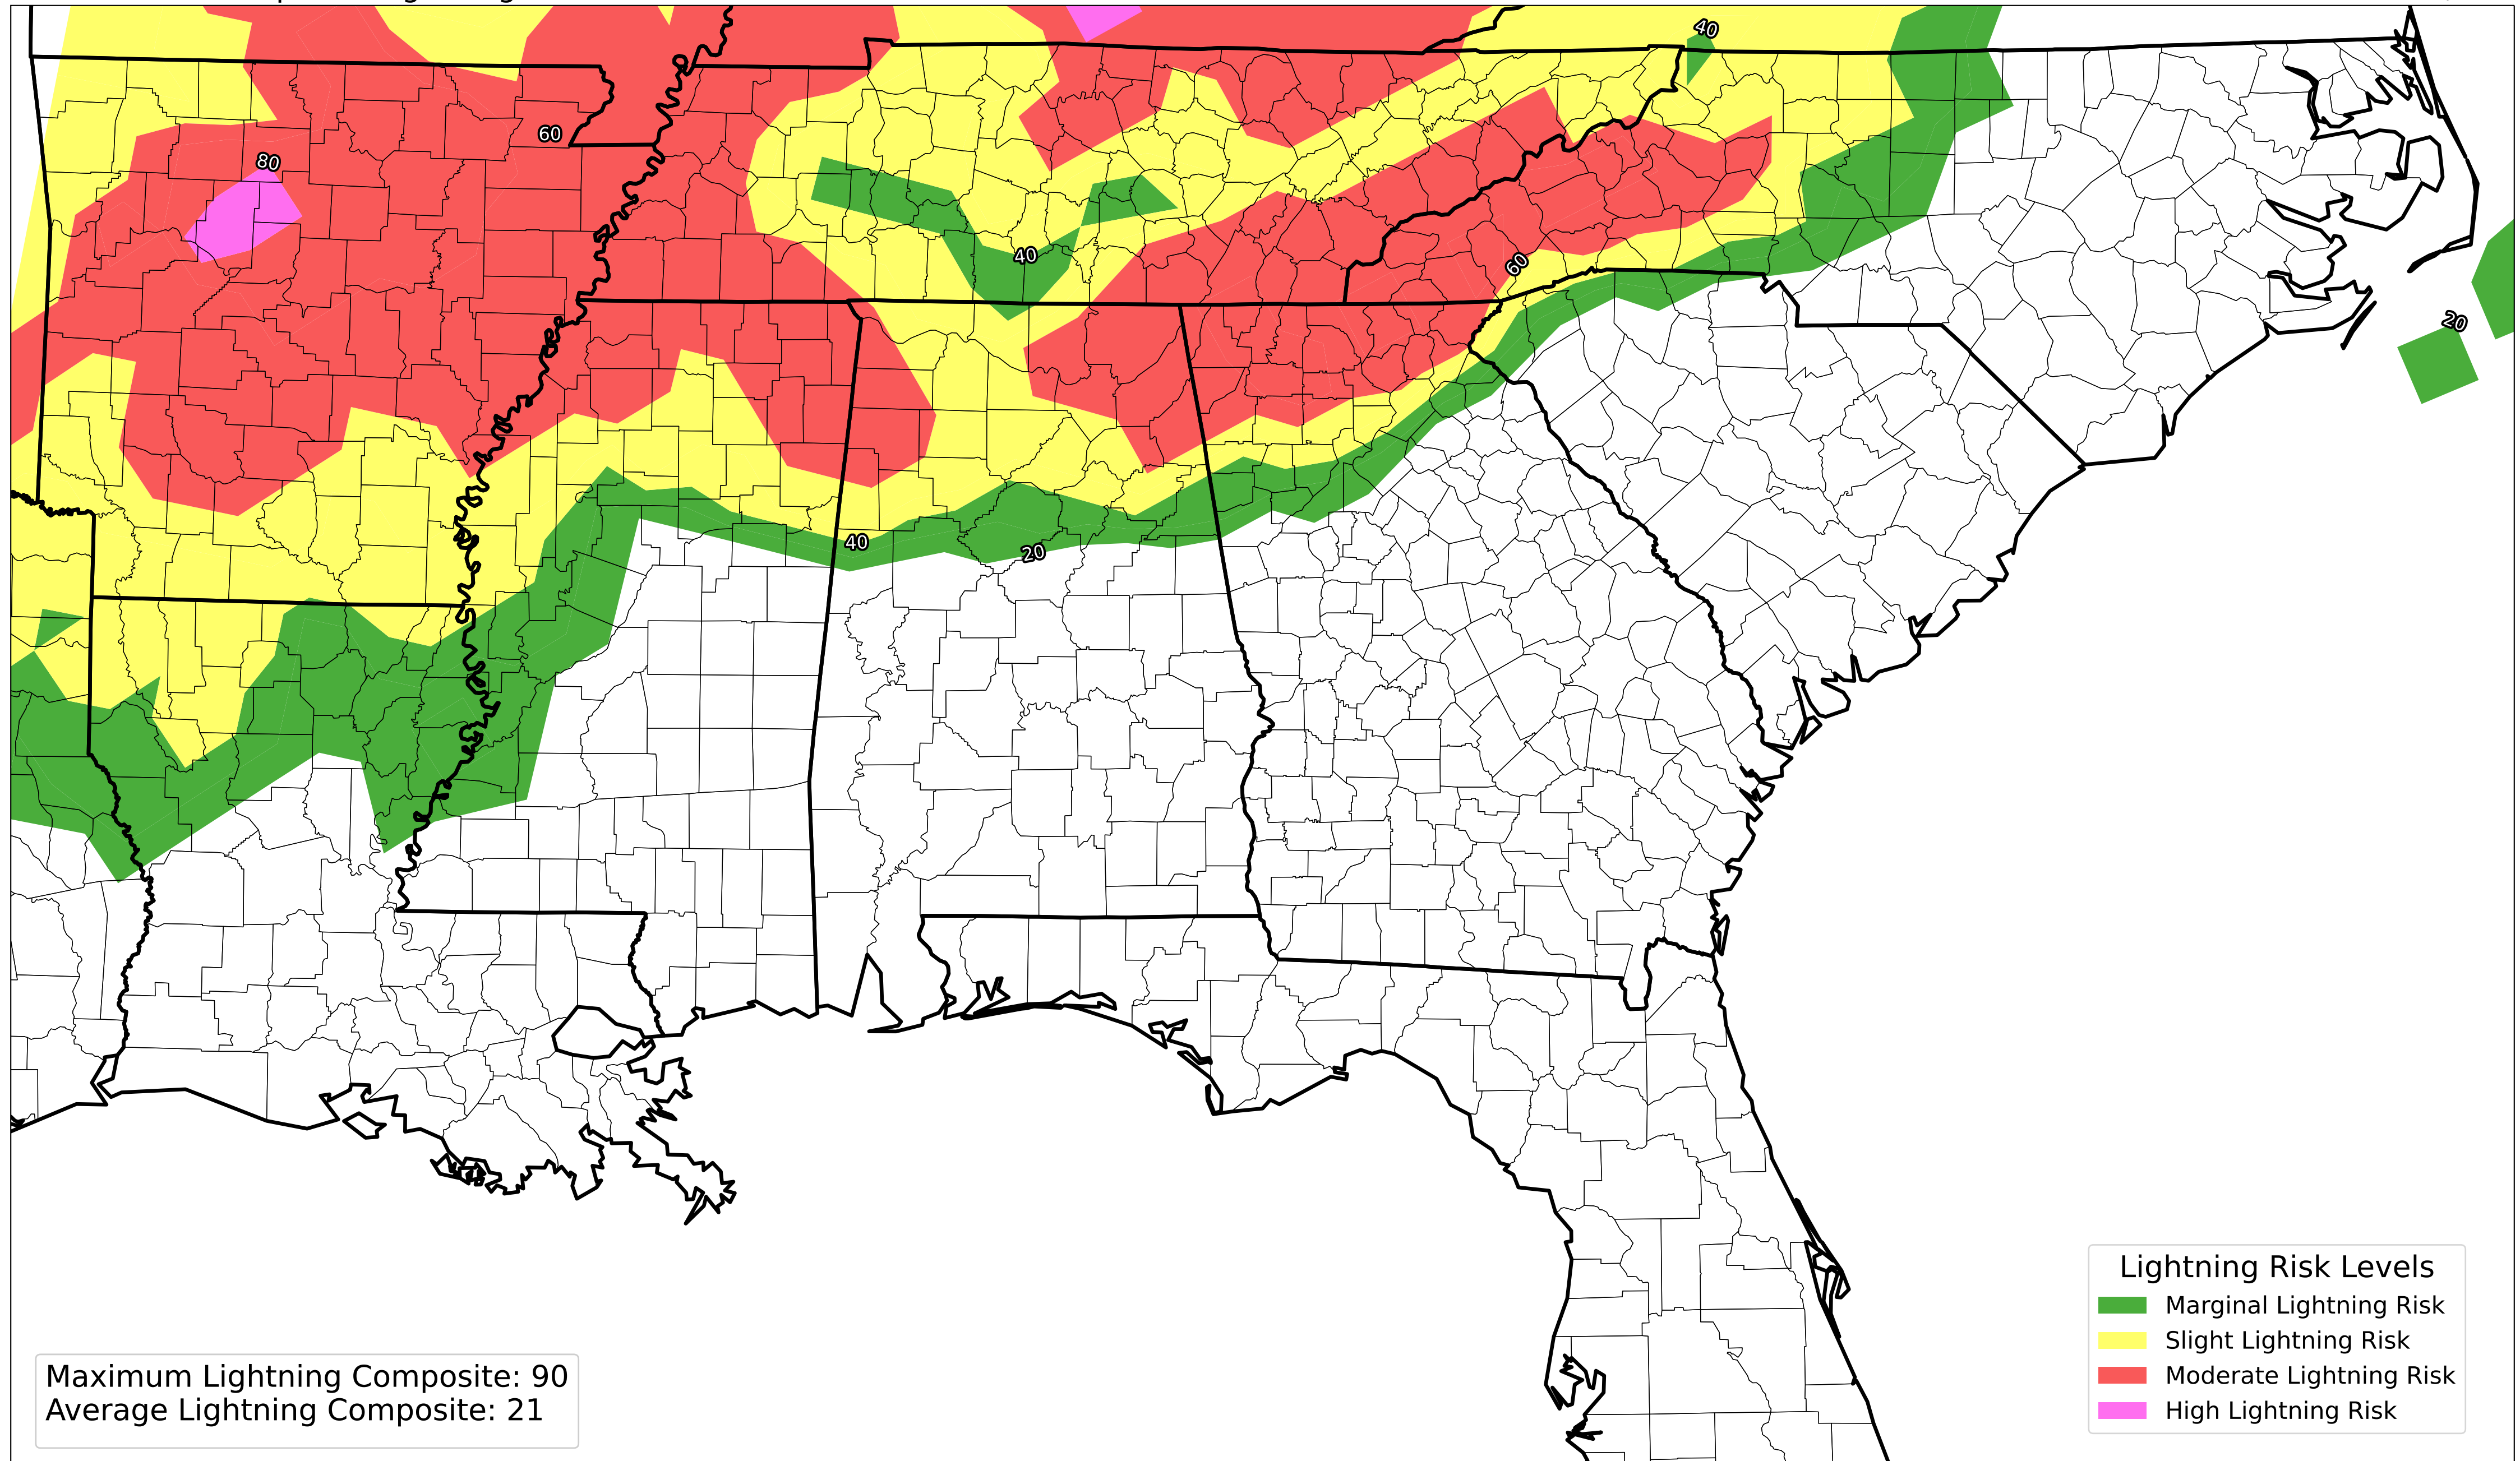 40
60
80
40
60
20
40
20
Lightning Risk Levels
Marginal Lightning Risk
Slight Lightning Risk
Moderate Lightning Risk
High Lightning Risk
Maximum Lightning Composite: 90
Average Lightning Composite: 21